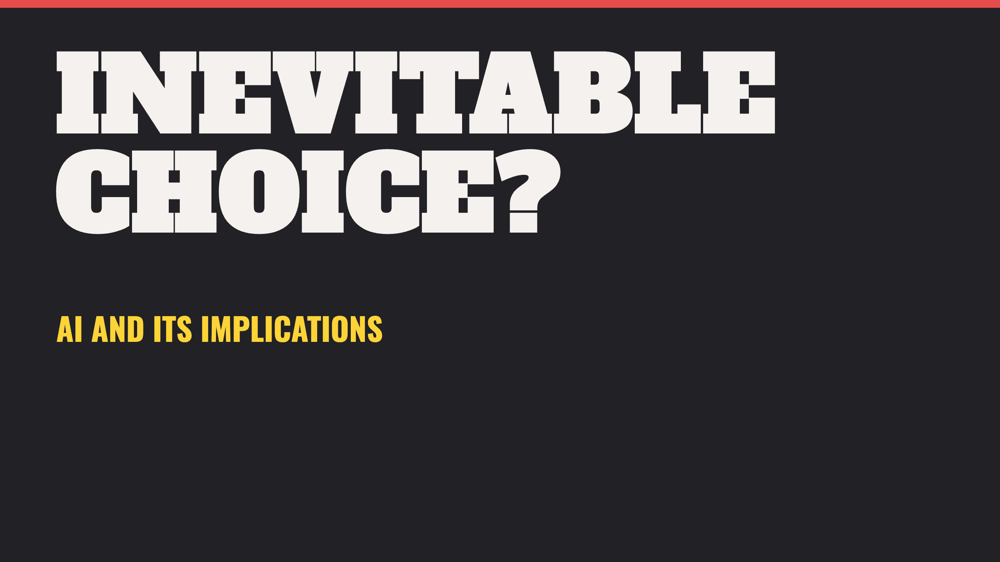 INEVITABLE
CHOICE?
AI AND ITS IMPLICATIONS